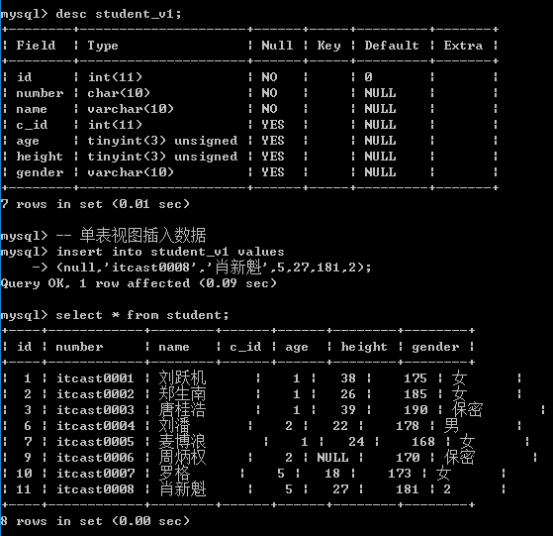 mysql> desc student_v1;
+--------+---------------------+------+-----+---------+-------+
| Field  | Type                | Null | Key | Default | Extra |
+--------+---------------------+------+-----+---------+-------+
| id     | int(11)             | NO   |     | 0       |       |
| number | char(10)            | NO   |     | NULL    |       |
| name   | varchar(10)         | NO   |     | NULL    |       |
| c_id   | int(11)             | YES  |     | NULL    |       |
| age    | tinyint(3) unsigned | YES  |     | NULL    |       |
| height | tinyint(3) unsigned | YES  |     | NULL    |       |
| gender | varchar(10)         | YES  |     | NULL    |       |
+--------+---------------------+------+-----+---------+-------+
7 rows in set (0.01 sec)
mysql> -- 单表视图插入数据
mysql> insert into student_v1 values
    -> (null,'itcast0008','肖新魁',5,27,181,2);
Query OK, 1 row affected (0.09 sec)
mysql> select * from student;
+----+------------+--------+------+------+--------+--------+
| id | number     | name   | c_id | age  | height | gender |
+----+------------+--------+------+------+--------+--------+
|  1 | itcast0001 | 刘跃机 |    1 |   38 |    175 | 女 |
|  2 | itcast0002 | 郑生南 |    1 |   26 |    185 | 女 |
|  3 | itcast0003 | 唐桂浩 |    1 |   39 |    190 | 保密 |
|  6 | itcast0004 | 刘潘 |    2 |   22 |    178 | 男 |
|  7 | itcast0005 | 麦博浪 |    1 |   24 |    168 | 女 |
|  9 | itcast0006 | 周炳权 |    2 | NULL |    170 | 保密 |
| 10 | itcast0007 | 罗格 |    5 |   18 |    173 | 女 |
| 11 | itcast0008 | 肖新魁 |    5 |   27 |    181 | 2 |
+----+------------+--------+------+------+--------+--------+
8 rows in set (0.00 sec)